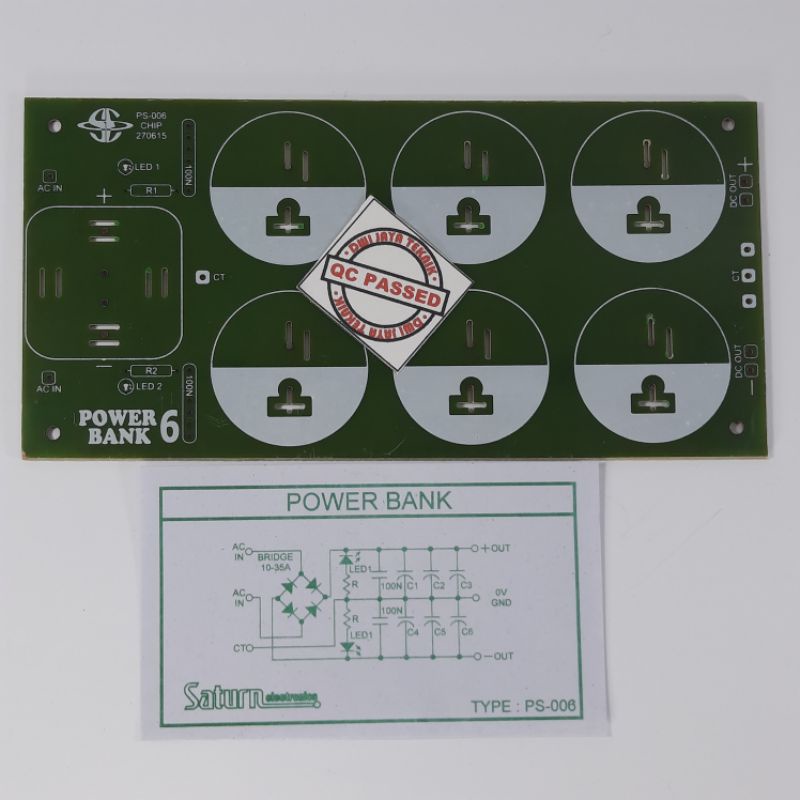 PS-006
CHIP
270615
LED 1
R1
100N
AC IN
+
DC OUT
+
CT
CT
DWI JAYA TEKNIK
QC PASSED
DWI JAYA TEKNIK
−
R2
LED 2
100N
AC IN
DC OUT
−
POWER
BANK 6
POWER BANK
AC
IN
BRIDGE
10-35A
AC
IN
CT
LED1
R
100N
C1
C2
C3
+OUT
0V
GND
100N
R
LED1
C4
C5
C6
−OUT
Saturn electronics
TYPE : PS-006